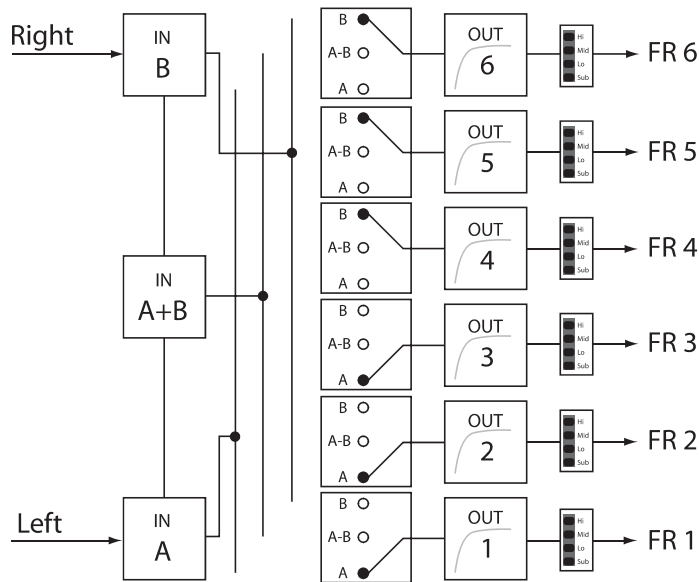 Right
IN
B
B
A-B
A
OUT
6
Hi
Mid
Lo
Sub
FR 6
B
A-B
A
OUT
5
Hi
Mid
Lo
Sub
FR 5
IN
A+B
B
A-B
A
OUT
4
Hi
Mid
Lo
Sub
FR 4
B
A-B
A
OUT
3
Hi
Mid
Lo
Sub
FR 3
B
A-B
A
OUT
2
Hi
Mid
Lo
Sub
FR 2
Left
IN
A
B
A-B
A
OUT
1
Hi
Mid
Lo
Sub
FR 1